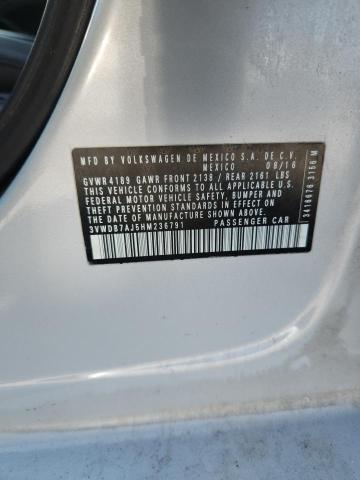 MFD BY VOLKSWAGEN DE MEXICO S.A. DE C.V.
MEXICO 08/16
GVWR 4189 GAWR FRONT 2138 / REAR 2161 LBS
THIS VEHICLE CONFORMS TO ALL APPLICABLE U.S.
FEDERAL MOTOR VEHICLE SAFETY, BUMPER AND
THEFT PREVENTION STANDARDS IN EFFECT ON THE
DATE OF MANUFACTURE SHOWN ABOVE.
3VWDB7AJ5HM236791 PASSENGER CAR
3416676 3156 M